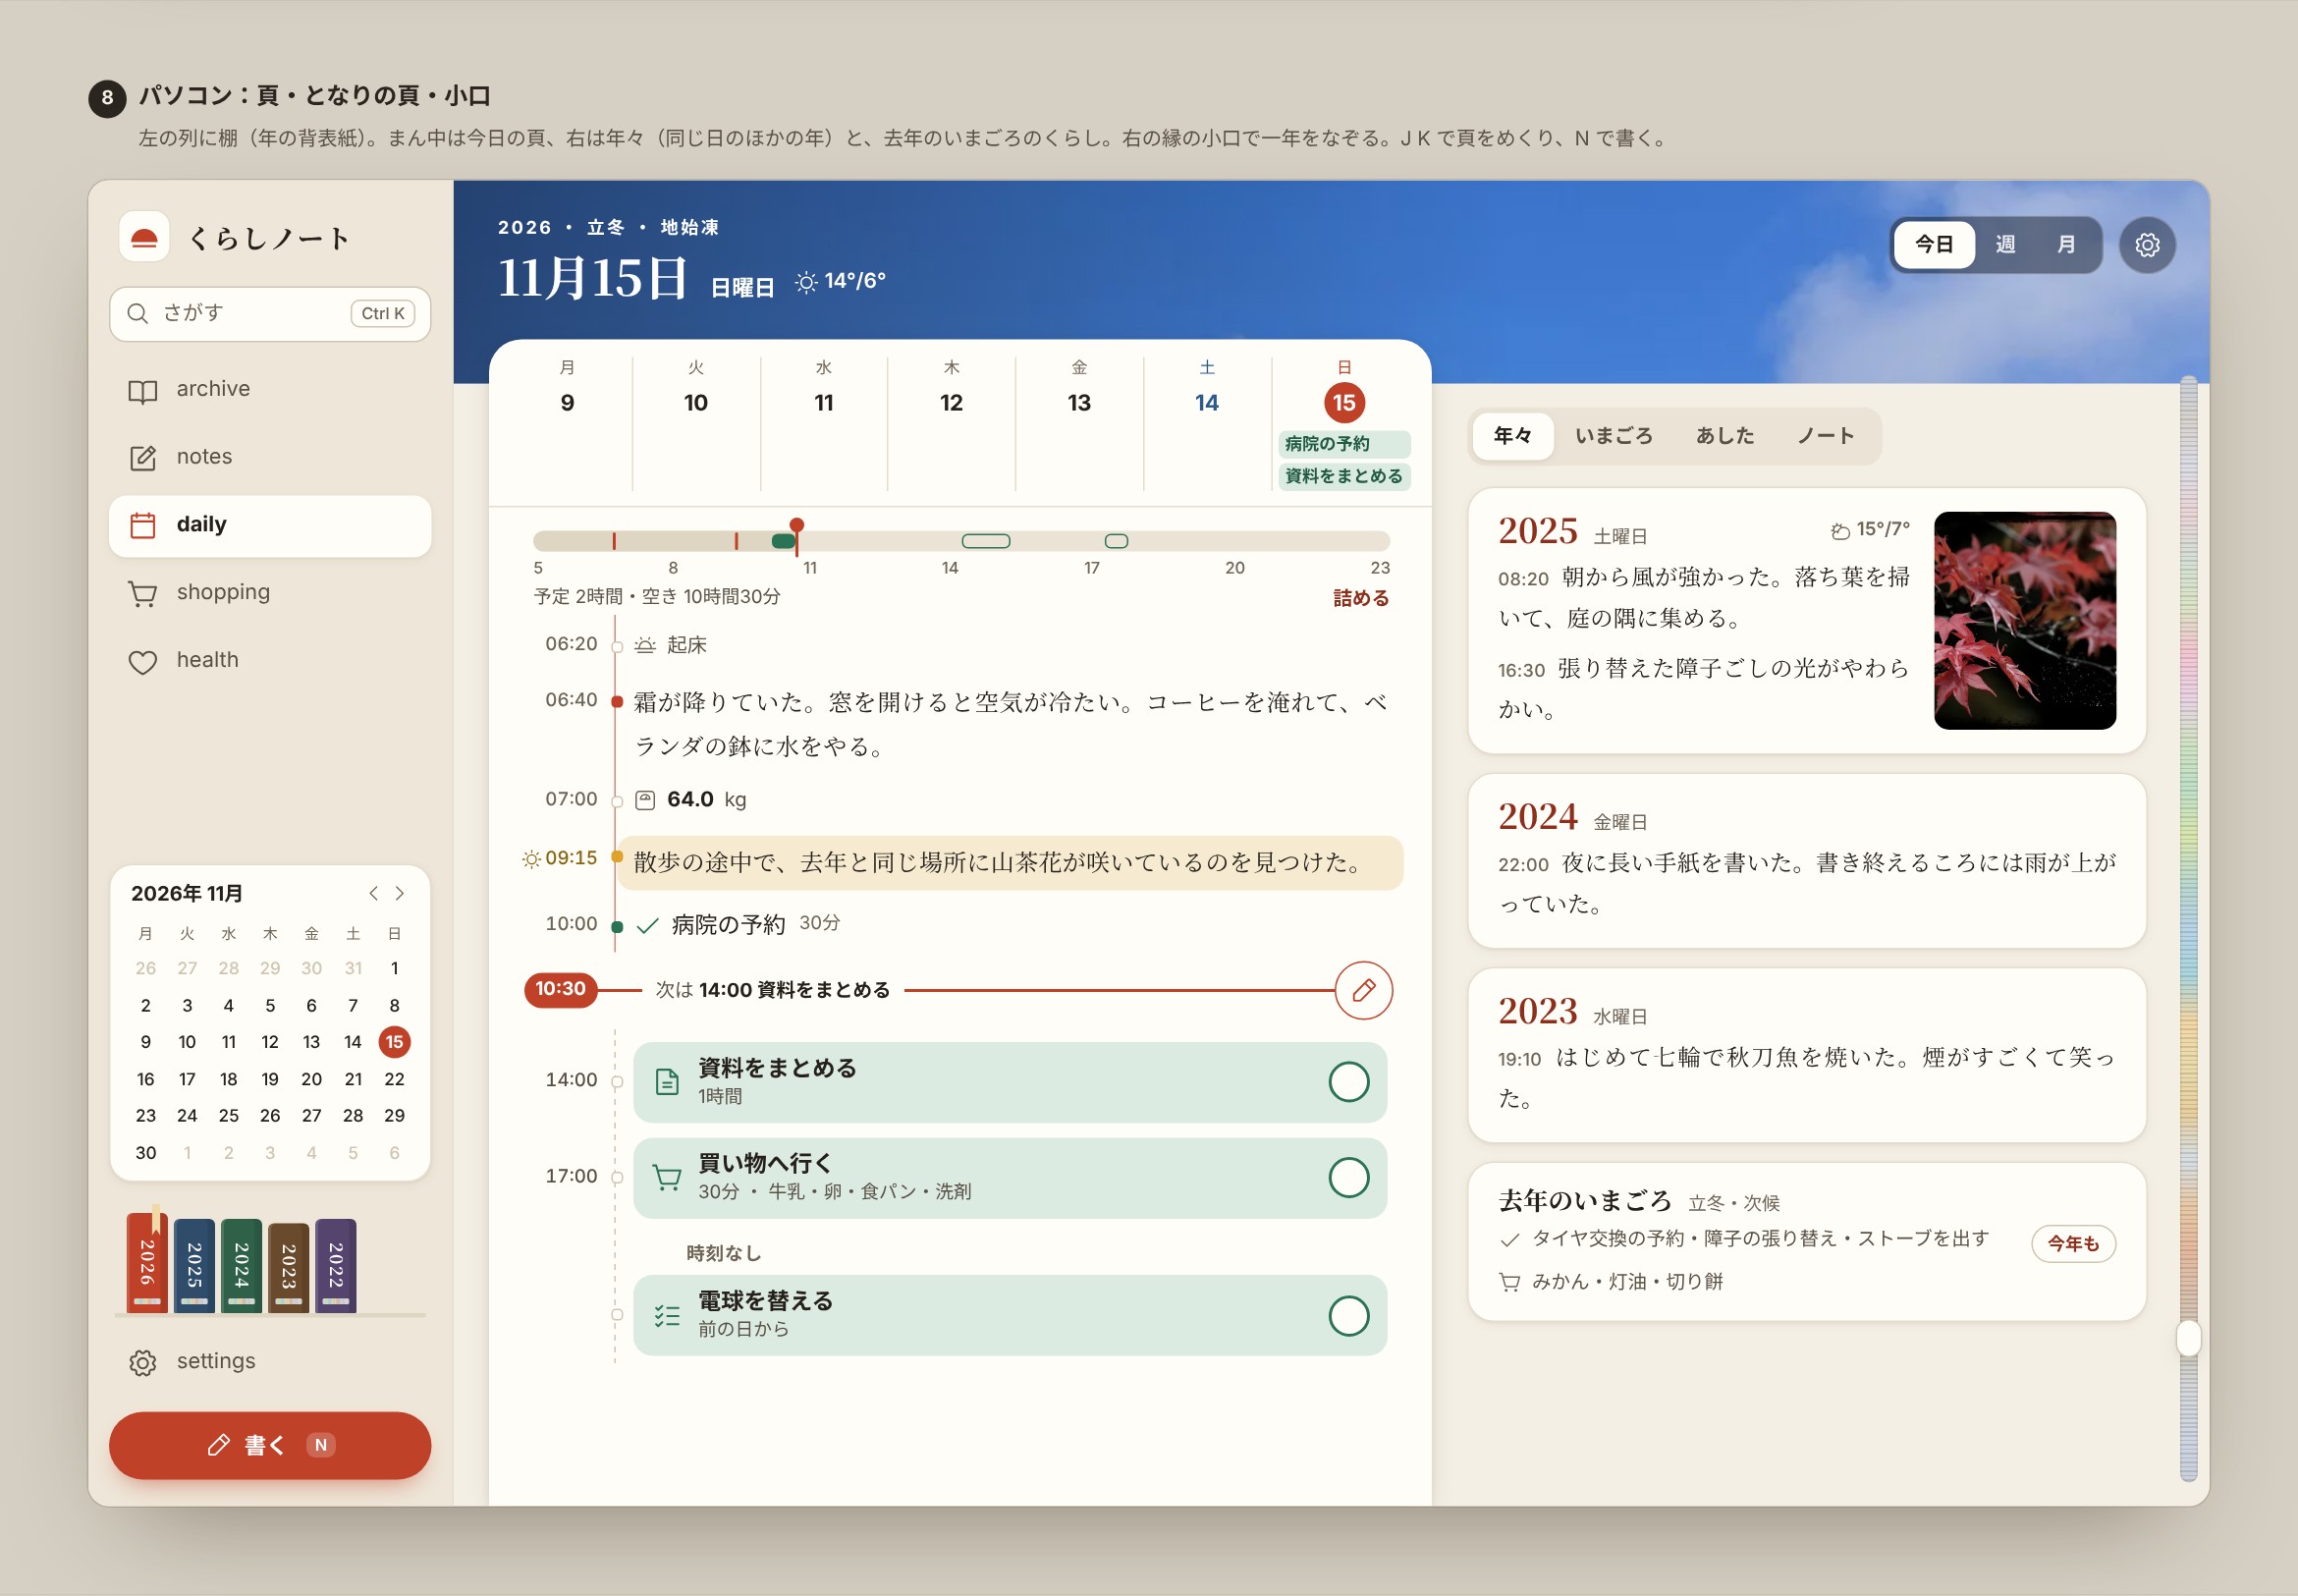 8 パソコン：頁・となりの頁・小口
左の列に棚（年の背表紙）。まん中は今日の頁、右は年々（同じ日のほかの年）と、去年のいまごろのくらし。右の縁の小口で一年をなぞる。J K で頁をめくり、N で書く。
くらしノート
さがす Ctrl K
archive
notes
daily
shopping
health
2026年 11月
月 火 水 木 金 土 日
26 27 28 29 30 31 1
2 3 4 5 6 7 8
9 10 11 12 13 14 15
16 17 18 19 20 21 22
23 24 25 26 27 28 29
30 1 2 3 4 5 6
2026 2025 2024 2023 2022
settings
書く N
2026 ・ 立冬 ・ 地始凍
11月15日 日曜日 14°/6°
今日 週 月
月 火 水 木 金 土 日
9 10 11 12 13 14 15
病院の予約
資料をまとめる
5 8 11 14 17 20 23
予定 2時間・空き 10時間30分 詰める
06:20 起床
06:40 霜が降りていた。窓を開けると空気が冷たい。コーヒーを淹れて、ベ
ランダの鉢に水をやる。
07:00 64.0 kg
09:15 散歩の途中で、去年と同じ場所に山茶花が咲いているのを見つけた。
10:00 病院の予約 30分
10:30 次は 14:00 資料をまとめる
14:00 資料をまとめる
1時間
17:00 買い物へ行く
30分 ・ 牛乳・卵・食パン・洗剤
時刻なし
電球を替える
前の日から
年々 いまごろ あした ノート
2025 土曜日 15°/7°
08:20 朝から風が強かった。落ち葉を掃
いて、庭の隅に集める。
16:30 張り替えた障子ごしの光がやわら
かい。
2024 金曜日
22:00 夜に長い手紙を書いた。書き終えるころには雨が上が
っていた。
2023 水曜日
19:10 はじめて七輪で秋刀魚を焼いた。煙がすごくて笑っ
た。
去年のいまごろ 立冬・次候
タイヤ交換の予約・障子の張り替え・ストーブを出す 今年も
みかん・灯油・切り餅